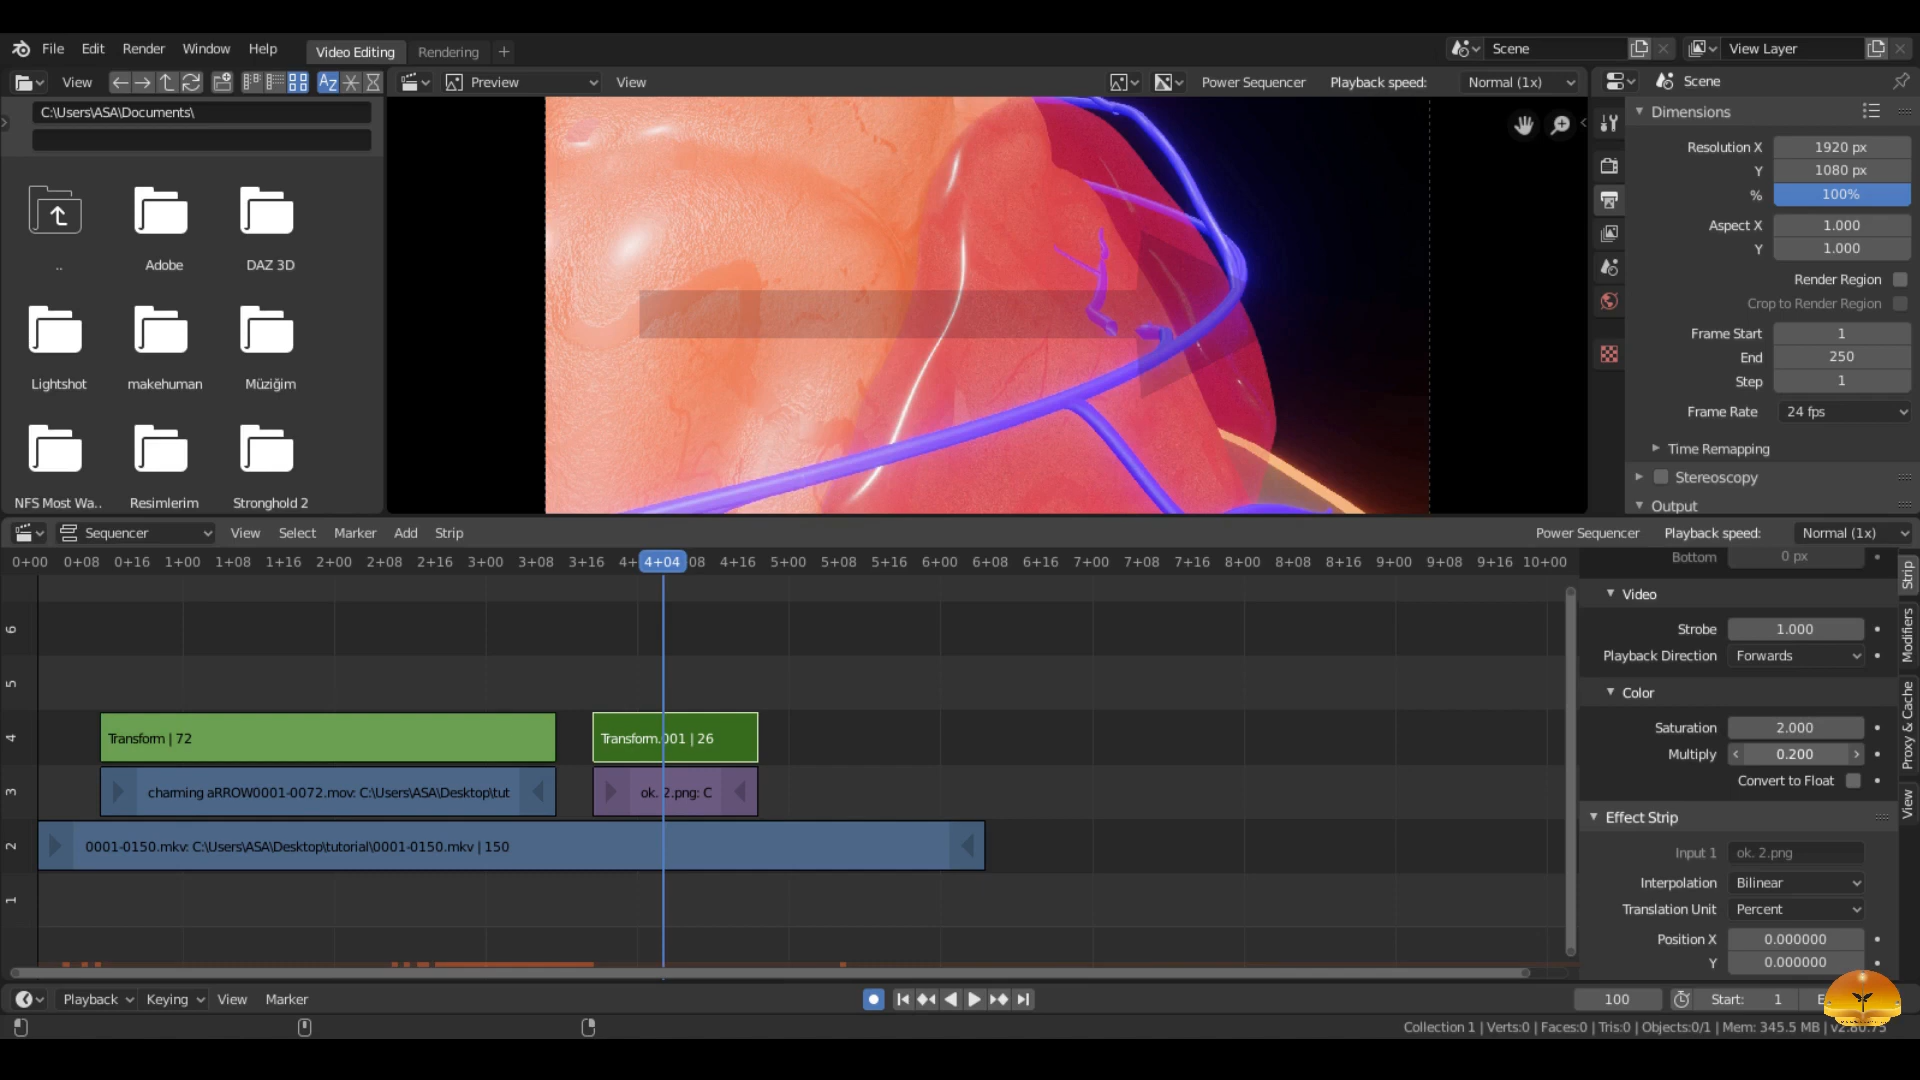 File Edit Render Window Help Video Editing Rendering + Scene View Layer
View Preview View Power Sequencer Playback speed: Normal (1x) Scene
C:\Users\ASA\Documents\
.. Adobe DAZ 3D
Lightshot makehuman Müziğim
NFS Most Wa.. Resimlerim Stronghold 2
Dimensions
Resolution X 1920 px
Y 1080 px
% 100%
Aspect X 1.000
Y 1.000
Render Region
Crop to Render Region
Frame Start 1
End 250
Step 1
Frame Rate 24 fps
Time Remapping
Stereoscopy
Output
Sequencer View Select Marker Add Strip Power Sequencer Playback speed: Normal (1x)
0+00 0+08 0+16 1+00 1+08 1+16 2+00 2+08 2+16 3+00 3+08 3+16 4+ 4+04 08 4+16 5+00 5+08 5+16 6+00 6+08 6+16 7+00 7+08 7+16 8+00 8+08 8+16 9+00 9+08 9+16 10+00
6
5
4 Transform | 72 Transform.001 | 26
3 charming aRROW0001-0072.mov: C:\Users\ASA\Desktop\tut ok. 2.png: C
2 0001-0150.mkv: C:\Users\ASA\Desktop\tutorial\0001-0150.mkv | 150
1
Bottom 0 px
Video
Strobe 1.000
Playback Direction Forwards
Color
Saturation 2.000
Multiply 0.200
Convert to Float
Effect Strip
Input 1 ok. 2.png
Interpolation Bilinear
Translation Unit Percent
Position X 0.000000
Y 0.000000
Strip
Modifiers
Proxy & Cache
View
Playback Keying View Marker 100 Start: 1
Collection 1 | Verts:0 | Faces:0 | Tris:0 | Objects:0/1 | Mem: 345.5 MB | v2.80.75